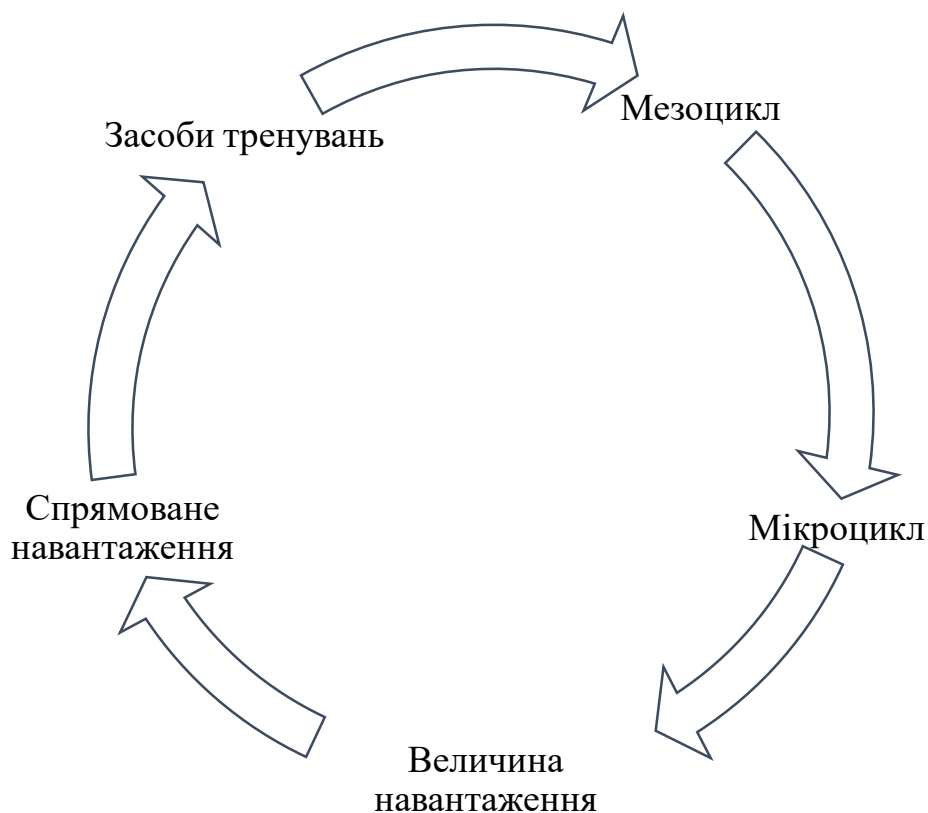 Мезоцикл
Засоби тренувань
Спрямоване
навантаження
Мікроцикл
Величина
навантаження